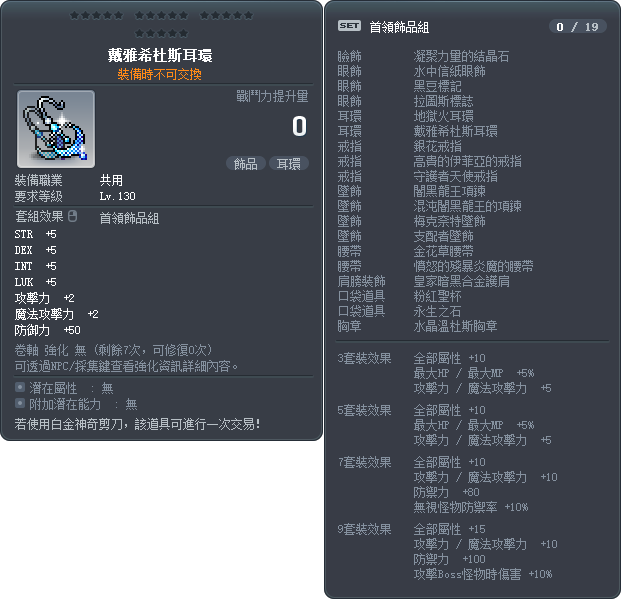 戴雅希杜斯耳環
裝備時不可交換
戰鬥力提升量
0
飾品 耳環
裝備職業 共用
要求等級 Lv.130
套組效果 首領飾品組
STR +5
DEX +5
INT +5
LUK +5
攻擊力 +2
魔法攻擊力 +2
防御力 +50
卷軸 強化 無 (剩餘7次, 可修復0次)
可透過NPC/採集鍵查看強化資訊詳細內容。
潛在屬性 : 無
附加潛在能力 : 無
若使用白金神奇剪刀, 該道具可進行一次交易!
SET 首領飾品組 0 / 19
臉飾 凝聚力量的結晶石
眼飾 水中信紙眼飾
眼飾 黑豆標記
眼飾 拉圖斯標誌
耳環 地獄火耳環
耳環 戴雅希杜斯耳環
戒指 銀花戒指
戒指 高貴的伊菲亞的戒指
戒指 守護者天使戒指
墜飾 闇黑龍王項鍊
墜飾 混沌闇黑龍王的項鍊
墜飾 梅克奈特墜飾
墜飾 支配者墜飾
腰帶 金花草腰帶
腰帶 憤怒的殘暴炎魔的腰帶
肩膀裝飾 皇家暗黑合金護肩
口袋道具 粉紅聖杯
口袋道具 永生之石
胸章 水晶溫杜斯胸章
3套裝效果 全部屬性 +10
最大HP / 最大MP +5%
攻擊力 / 魔法攻擊力 +5
5套裝效果 全部屬性 +10
最大HP / 最大MP +5%
攻擊力 / 魔法攻擊力 +5
7套裝效果 全部屬性 +10
攻擊力 / 魔法攻擊力 +10
防禦力 +80
無視怪物防禦率 +10%
9套裝效果 全部屬性 +15
攻擊力 / 魔法攻擊力 +10
防禦力 +100
攻擊Boss怪物時傷害 +10%